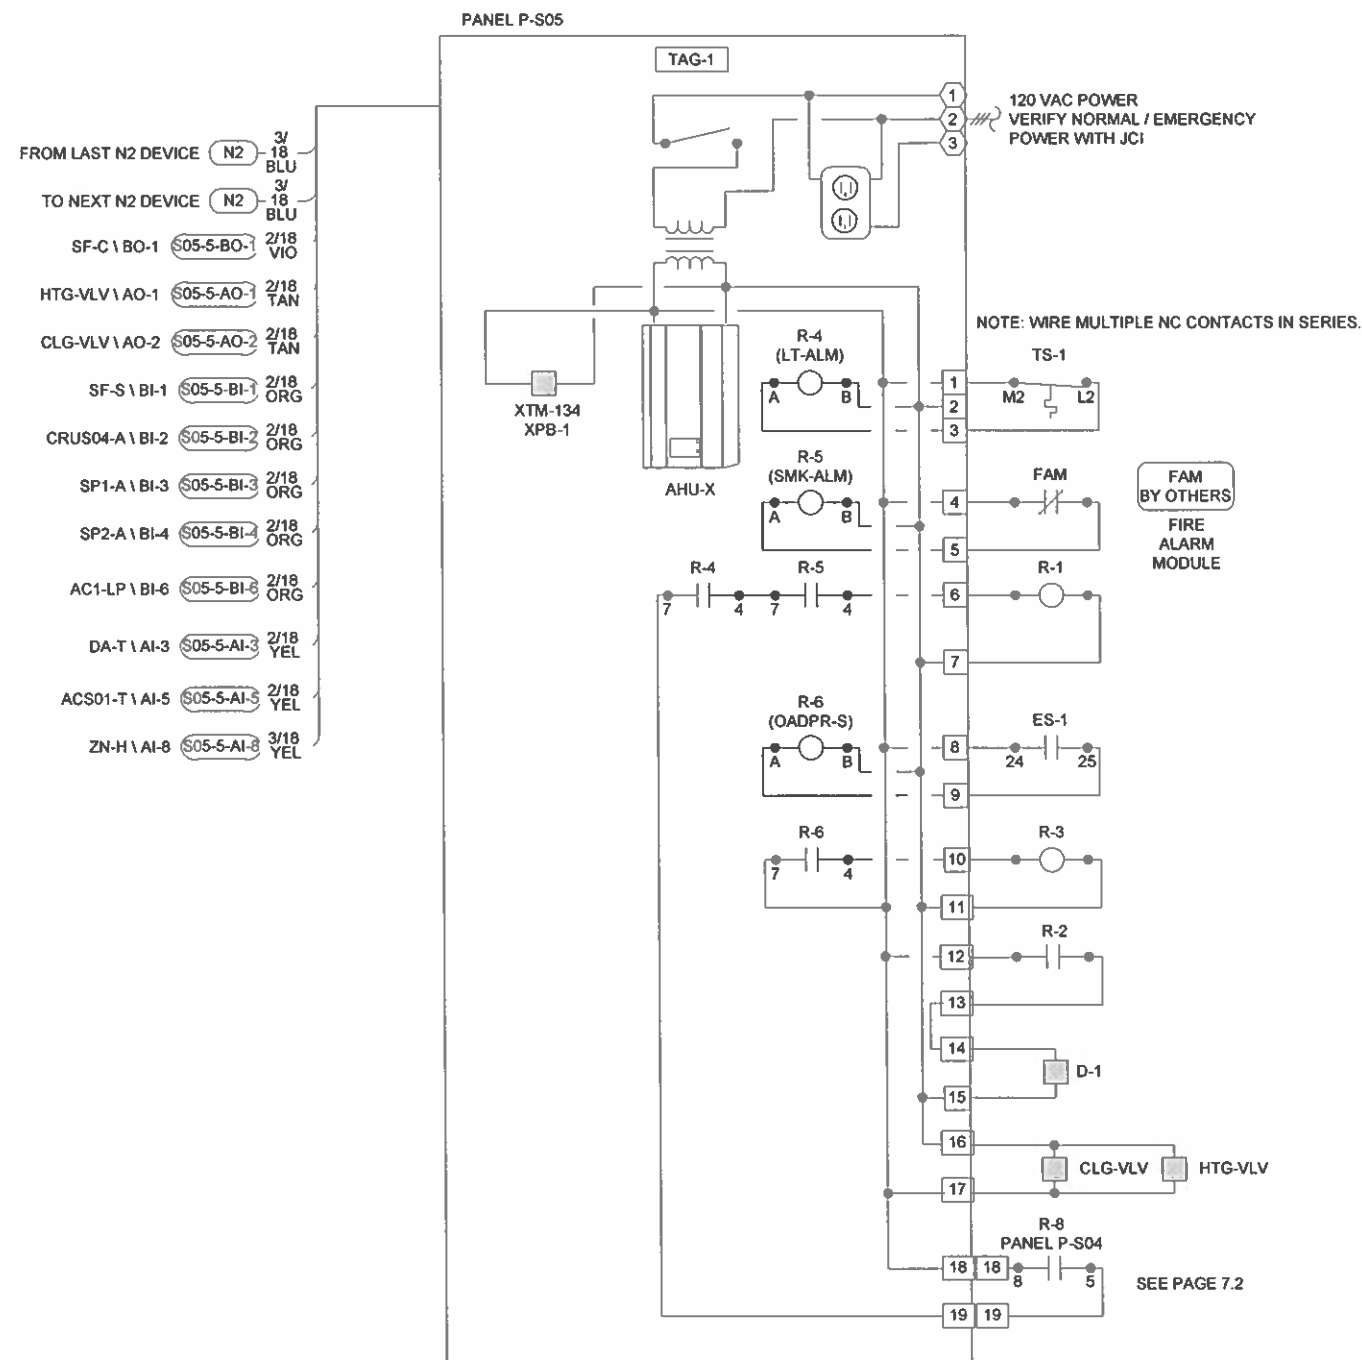 PANEL P-S05
TAG-1
1
2
3
120 VAC POWER
VERIFY NORMAL / EMERGENCY
POWER WITH JCI
FROM LAST N2 DEVICE N2 3/
18
BLU
TO NEXT N2 DEVICE N2 3/
18
BLU
SF-C \ BO-1 S05-5-BO-1 2/18
VIO
HTG-VLV \ AO-1 S05-5-AO-1 2/18
TAN
CLG-VLV \ AO-2 S05-5-AO-2 2/18
TAN
SF-S \ BI-1 S05-5-BI-1 2/18
ORG
CRUS04-A \ BI-2 S05-5-BI-2 2/18
ORG
SP1-A \ BI-3 S05-5-BI-3 2/18
ORG
SP2-A \ BI-4 S05-5-BI-4 2/18
ORG
AC1-LP \ BI-6 S05-5-BI-6 2/18
ORG
DA-T \ AI-3 S05-5-AI-3 2/18
YEL
ACS01-T \ AI-5 S05-5-AI-5 2/18
YEL
ZN-H \ AI-8 S05-5-AI-8 3/18
YEL
XTM-134
XPB-1
AHU-X
NOTE: WIRE MULTIPLE NC CONTACTS IN SERIES.
R-4
(LT-ALM)
A B
1
2
3
TS-1
M2 L2
R-5
(SMK-ALM)
A B
4
5
FAM
FAM
BY OTHERS
FIRE
ALARM
MODULE
R-4 R-5
7 4 7 4
6
7
R-1
R-6
(OADPR-S)
A B
8
9
ES-1
24 25
R-6
7 4
10
11
R-3
12
13
R-2
14
15
D-1
16
17
CLG-VLV HTG-VLV
R-8
PANEL P-S04
18 18 8 5
19 19
SEE PAGE 7.2